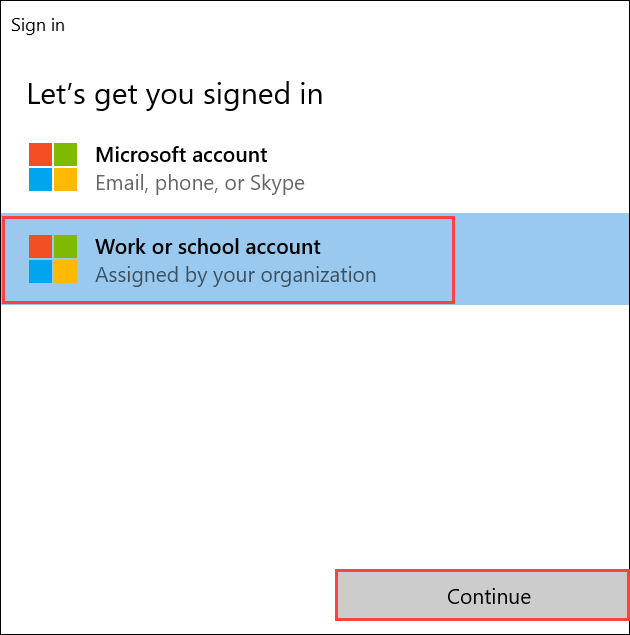 Sign in
Let's get you signed in
Microsoft account
Email, phone, or Skype
Work or school account
Assigned by your organization
Continue